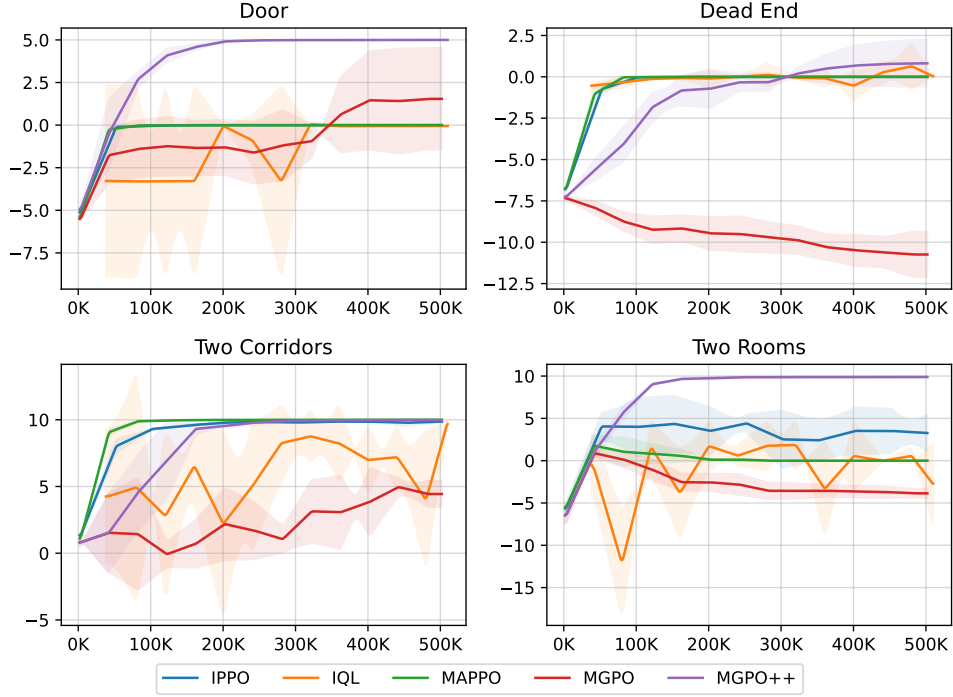 Door
5.0
2.5
0.0
−2.5
−5.0
−7.5
0K 100K 200K 300K 400K 500K
Dead End
2.5
0.0
−2.5
−5.0
−7.5
−10.0
−12.5
0K 100K 200K 300K 400K 500K
Two Corridors
10
5
0
−5
0K 100K 200K 300K 400K 500K
Two Rooms
10
5
0
−5
−10
−15
0K 100K 200K 300K 400K 500K
IPPO IQL MAPPO MGPO MGPO++